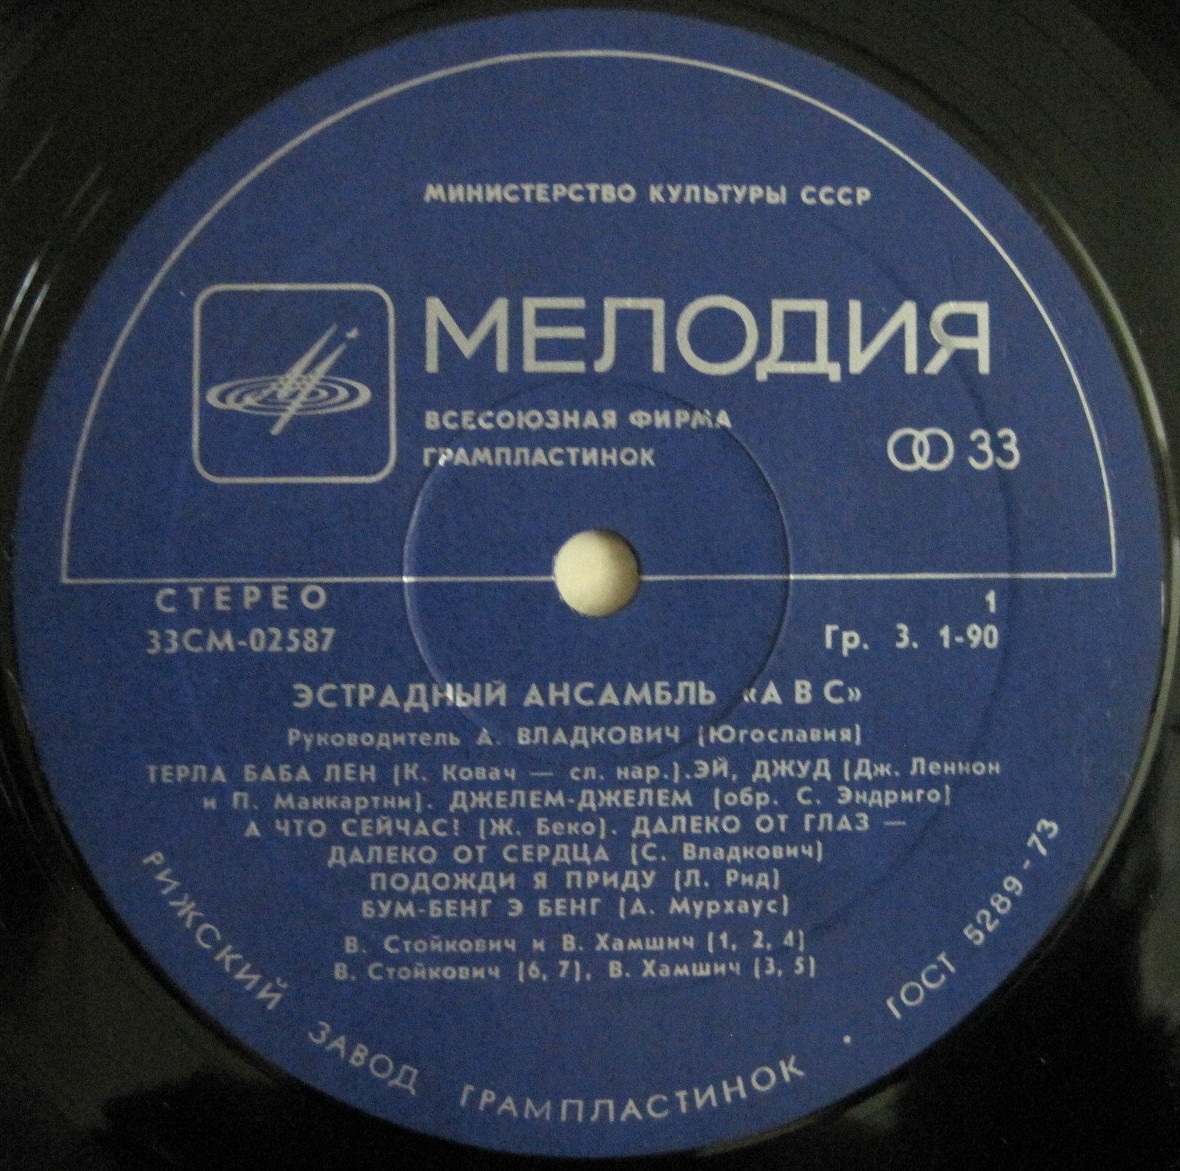 МИНИСТЕРСТВО КУЛЬТУРЫ СССР
МЕЛОДИЯ
ВСЕСОЮЗНАЯ ФИРМА
ГРАМПЛАСТИНОК
33
СТЕРЕО
1
33СМ-02587
Гр. 3. 1-90
ЭСТРАДНЫЙ АНСАМБЛЬ «АВС»
Руководитель А. ВЛАДКОВИЧ (Югославия)
ТЕРЛА БАБА ЛЕН (К. Ковач — сл. нар.). ЭЙ, ДЖУД (Дж. Леннон
и П. Маккартни). ДЖЕЛЕМ-ДЖЕЛЕМ (обр. С. Эндриго)
А ЧТО СЕЙЧАС! (Ж. Беко). ДАЛЕКО ОТ ГЛАЗ —
ДАЛЕКО ОТ СЕРДЦА (С. Владкович)
ПОДОЖДИ Я ПРИДУ (Л. Рид)
БУМ-БЕНГ Э БЕНГ (А. Мурхаус)
В. Стойкович и В. Хамшич (1, 2, 4)
В. Стойкович (6, 7), В. Хамшич (3, 5)
РИЖСКИЙ ЗАВОД ГРАМПЛАСТИНОК · ГОСТ 5289-73